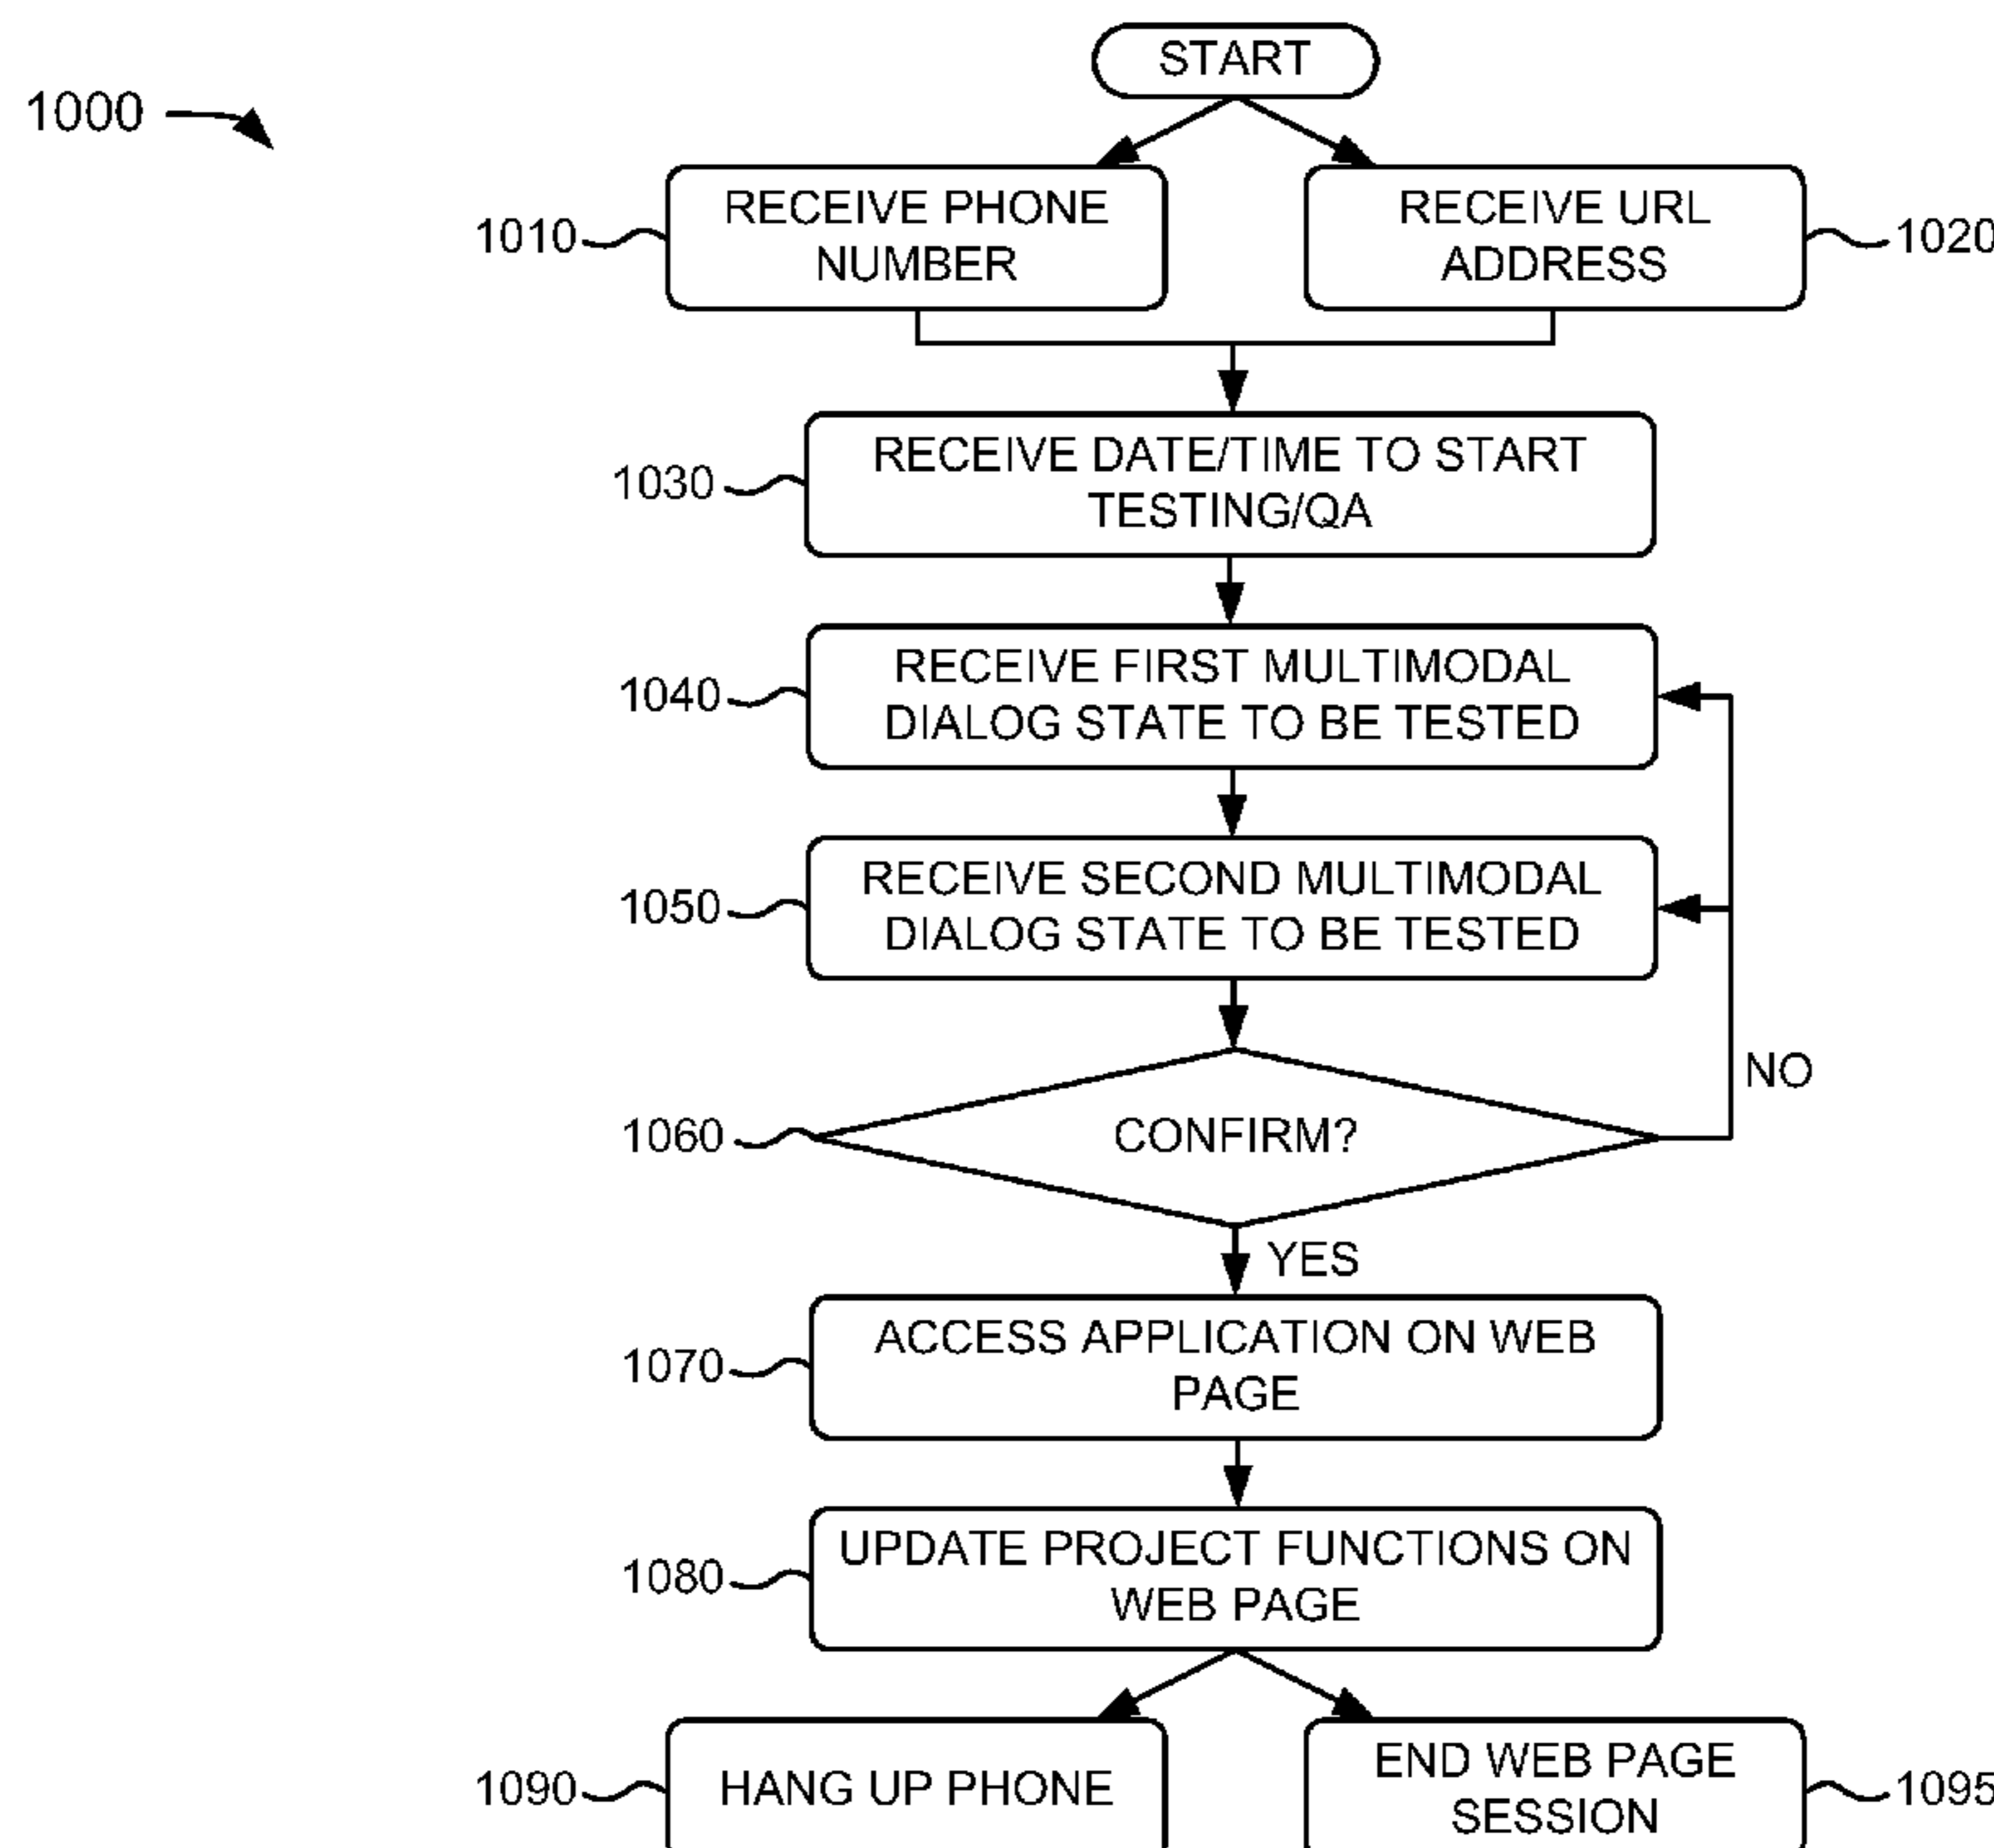 START
1000
RECEIVE PHONE
NUMBER
1010
RECEIVE URL
ADDRESS
1020
RECEIVE DATE/TIME TO START
TESTING/QA
1030
RECEIVE FIRST MULTIMODAL
DIALOG STATE TO BE TESTED
1040
RECEIVE SECOND MULTIMODAL
DIALOG STATE TO BE TESTED
1050
CONFIRM?
1060
NO
YES
ACCESS APPLICATION ON WEB
PAGE
1070
UPDATE PROJECT FUNCTIONS ON
WEB PAGE
1080
HANG UP PHONE
1090
END WEB PAGE
SESSION
1095